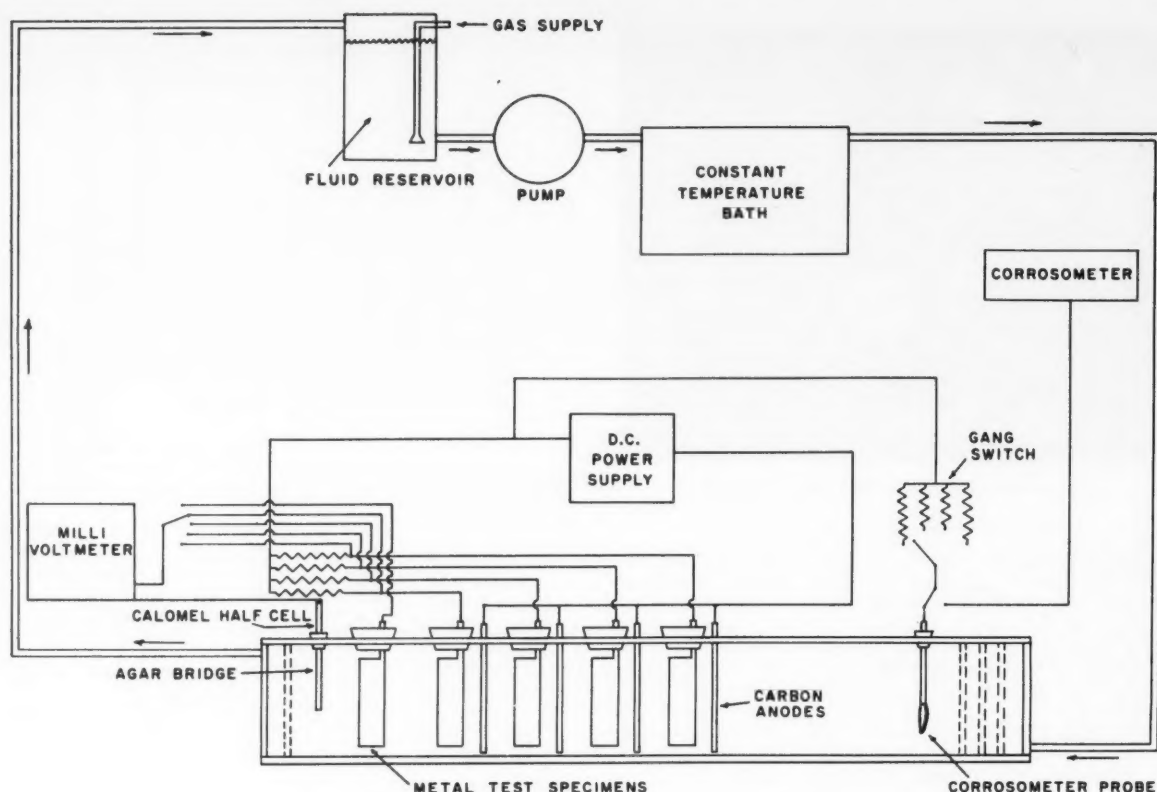 GAS SUPPLY
FLUID RESERVOIR
PUMP
CONSTANT
TEMPERATURE
BATH
CORROSOMETER
D.C.
POWER
SUPPLY
GANG
SWITCH
MILLI
VOLTMETER
CALOMEL HALF CELL
AGAR BRIDGE
CARBON
ANODES
METAL TEST SPECIMENS
CORROSOMETER PROBE